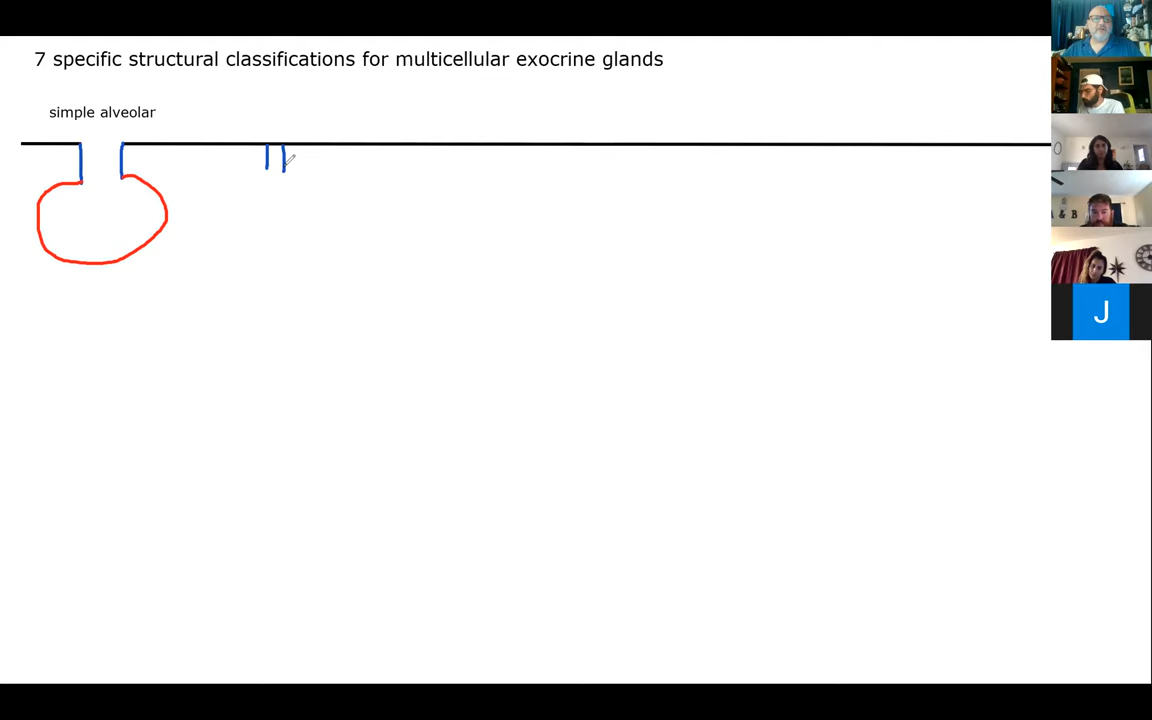 7 specific structural classifications for multicellular exocrine glands
simple alveolar
A & B
J